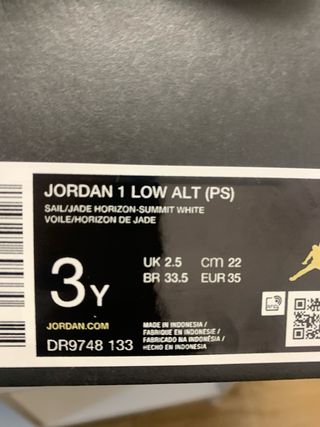 JORDAN 1 LOW ALT (PS)
SAIL/JADE HORIZON-SUMMIT WHITE
VOILE/HORIZON DE JADE
3Y
UK 2.5 cm 22
BR 33.5 EUR 35
JORDAN.COM
DR9748 133
MADE IN INDONESIA /
FABRIQUE EN INDONESIE /
FABRICADO NA INDONÉSIA /
HECHO EN INDONESIA